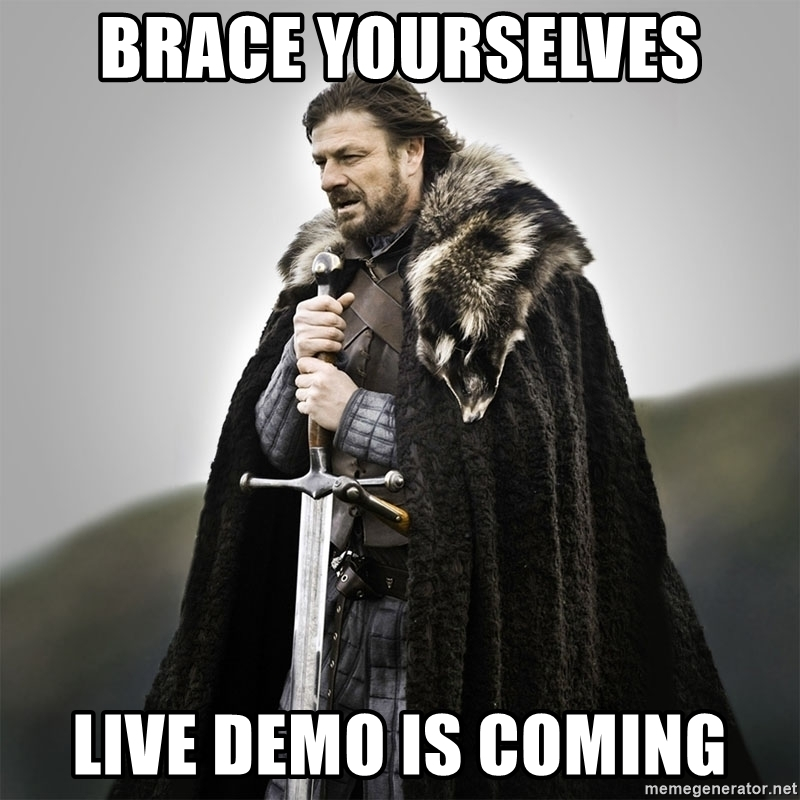 BRACE YOURSELVES
LIVE DEMO IS COMING
memegenerator.net